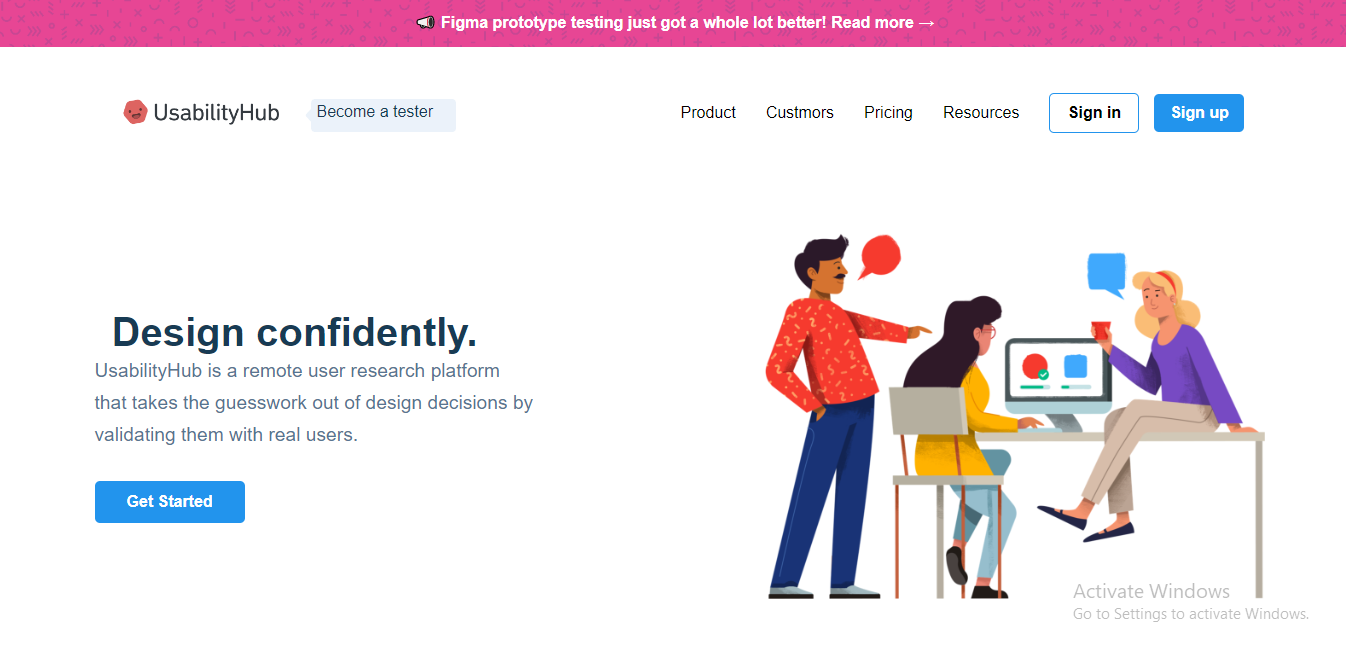 📢 Figma prototype testing just got a whole lot better! Read more →
UsabilityHub
Become a tester
Product
Custmors
Pricing
Resources
Sign in
Sign up
Design confidently.
UsabilityHub is a remote user research platform
that takes the guesswork out of design decisions by
validating them with real users.
Get Started
Activate Windows
Go to Settings to activate Windows.